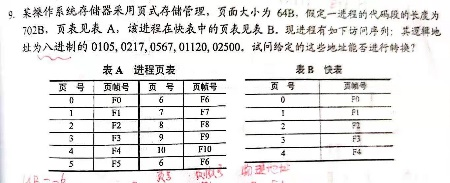 9. 某操作系统存储器采用页式存储管理，页面大小为 64B，假定一进程的代码段的长度为
702B，页表见表 A，该进程在快表中的页表见表 B。现进程有如下访问序列：其逻辑地
址为八进制的 0105, 0217, 0567, 01120, 02500。试问给定的这些地址能否进行转换？
表 A 进程页表
表 B 快表
页 号 页帧号 页 号 页帧号
页 号 页帧号
0 F0 6 F6
0 F0
1 F1 7 F7
1 F1
2 F2 8 F8
2 F2
3 F3 9 F9
3 F3
4 F4 10 F10
4 F4
5 F5 6 F6
页号
物理地址